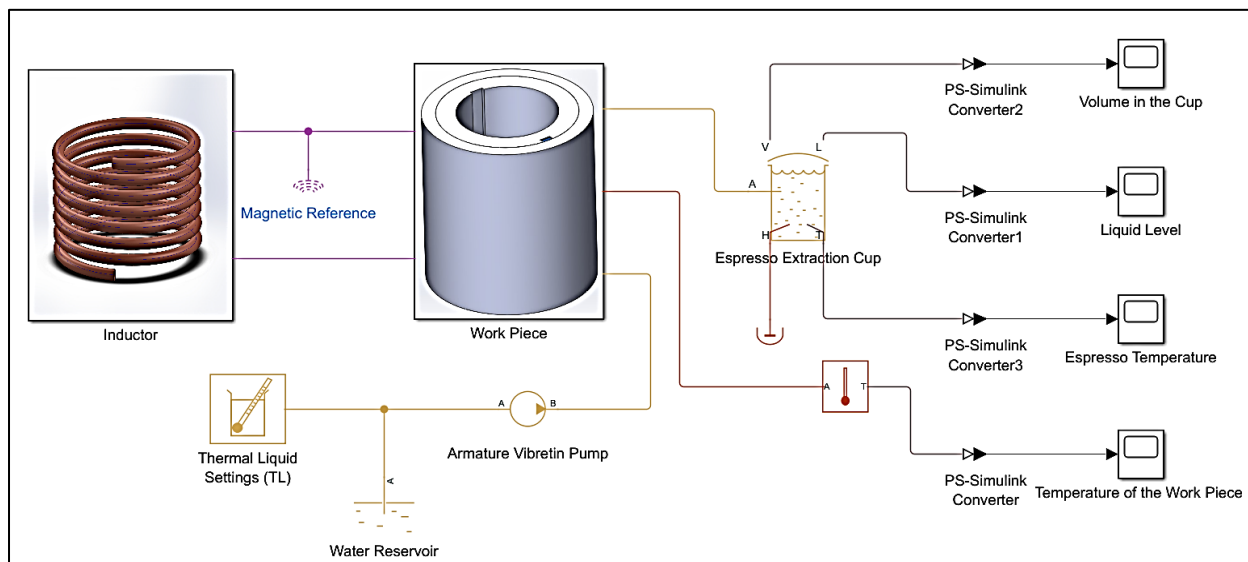 PS-Simulink
Converter2
Volume in the Cup
V
L
A
Magnetic Reference
PS-Simulink
Converter1
Liquid Level
H
T
Espresso Extraction Cup
Inductor
Work Piece
PS-Simulink
Converter3
Espresso Temperature
A
T
A
B
Thermal Liquid
Settings (TL)
Armature Vibretin Pump
A
PS-Simulink
Converter
Temperature of the Work Piece
Water Reservoir